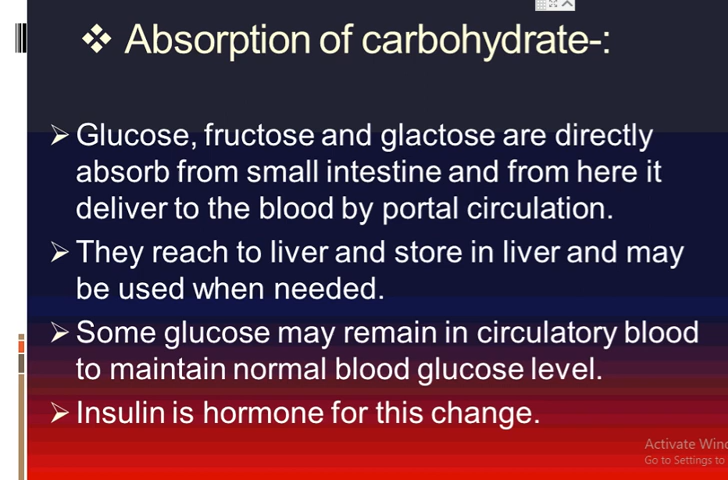 ❖ Absorption of carbohydrate-:
➢ Glucose, fructose and glactose are directly
absorb from small intestine and from here it
deliver to the blood by portal circulation.
➢ They reach to liver and store in liver and may
be used when needed.
➢ Some glucose may remain in circulatory blood
to maintain normal blood glucose level.
➢ Insulin is hormone for this change.
Activate Wind
Go to Settings to